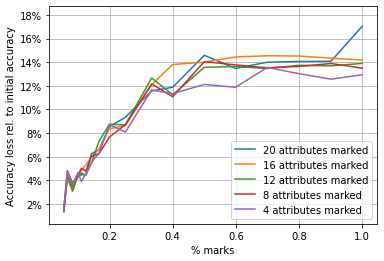 18%
16%
14%
12%
10%
8%
6%
4%
2%
Accuracy loss rel. to initial accuracy
20 attributes marked
16 attributes marked
12 attributes marked
8 attributes marked
4 attributes marked
0.2
0.4
0.6
0.8
1.0
% marks